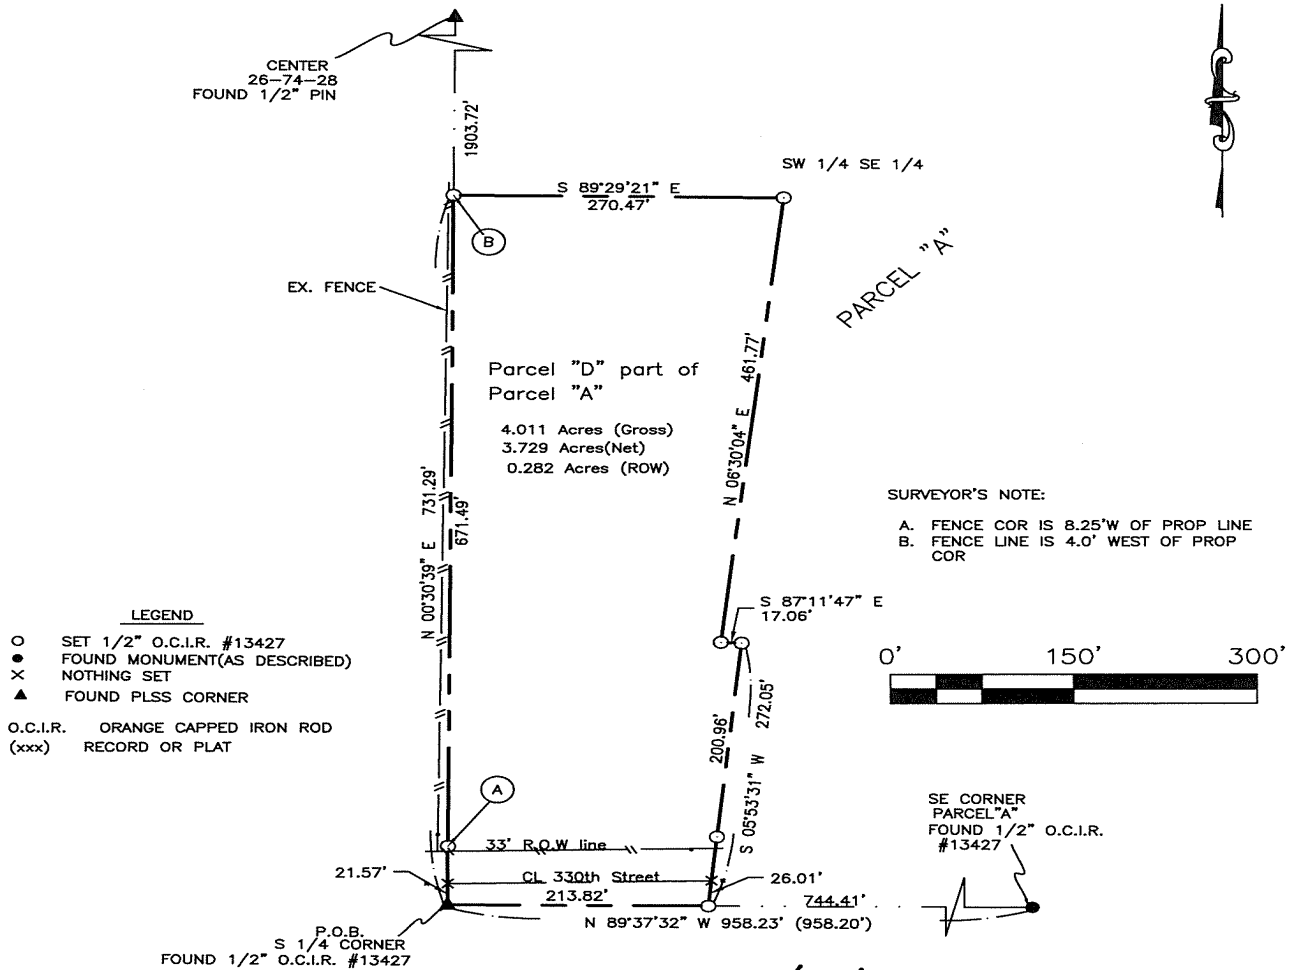 CENTER
26-74-28
FOUND 1/2" PIN
1903.72'
SW 1/4 SE 1/4
S 89°29'21" E
270.47'
B
PARCEL "A"
EX. FENCE
N 06°30'04" E 461.77'
Parcel "D" part of
Parcel "A"
4.011 Acres (Gross)
3.729 Acres(Net)
0.282 Acres (ROW)
N 00°30'39" E 731.29'
671.49'
SURVEYOR'S NOTE:
A. FENCE COR IS 8.25'W OF PROP LINE
B. FENCE LINE IS 4.0' WEST OF PROP
COR
S 87°11'47" E
17.06'
LEGEND
SET 1/2" O.C.I.R. #13427
FOUND MONUMENT(AS DESCRIBED)
NOTHING SET
FOUND PLSS CORNER
O.C.I.R. ORANGE CAPPED IRON ROD
(xxx) RECORD OR PLAT
0' 150' 300'
200.96'
S 05°53'31" W 272.05'
A
33' R.O.W line
SE CORNER
PARCEL"A"
FOUND 1/2" O.C.I.R.
#13427
21.57'
CL 330th Street
26.01'
213.82'
744.41'
N 89°37'32" W 958.23' (958.20')
P.O.B.
S 1/4 CORNER
FOUND 1/2" O.C.I.R. #13427